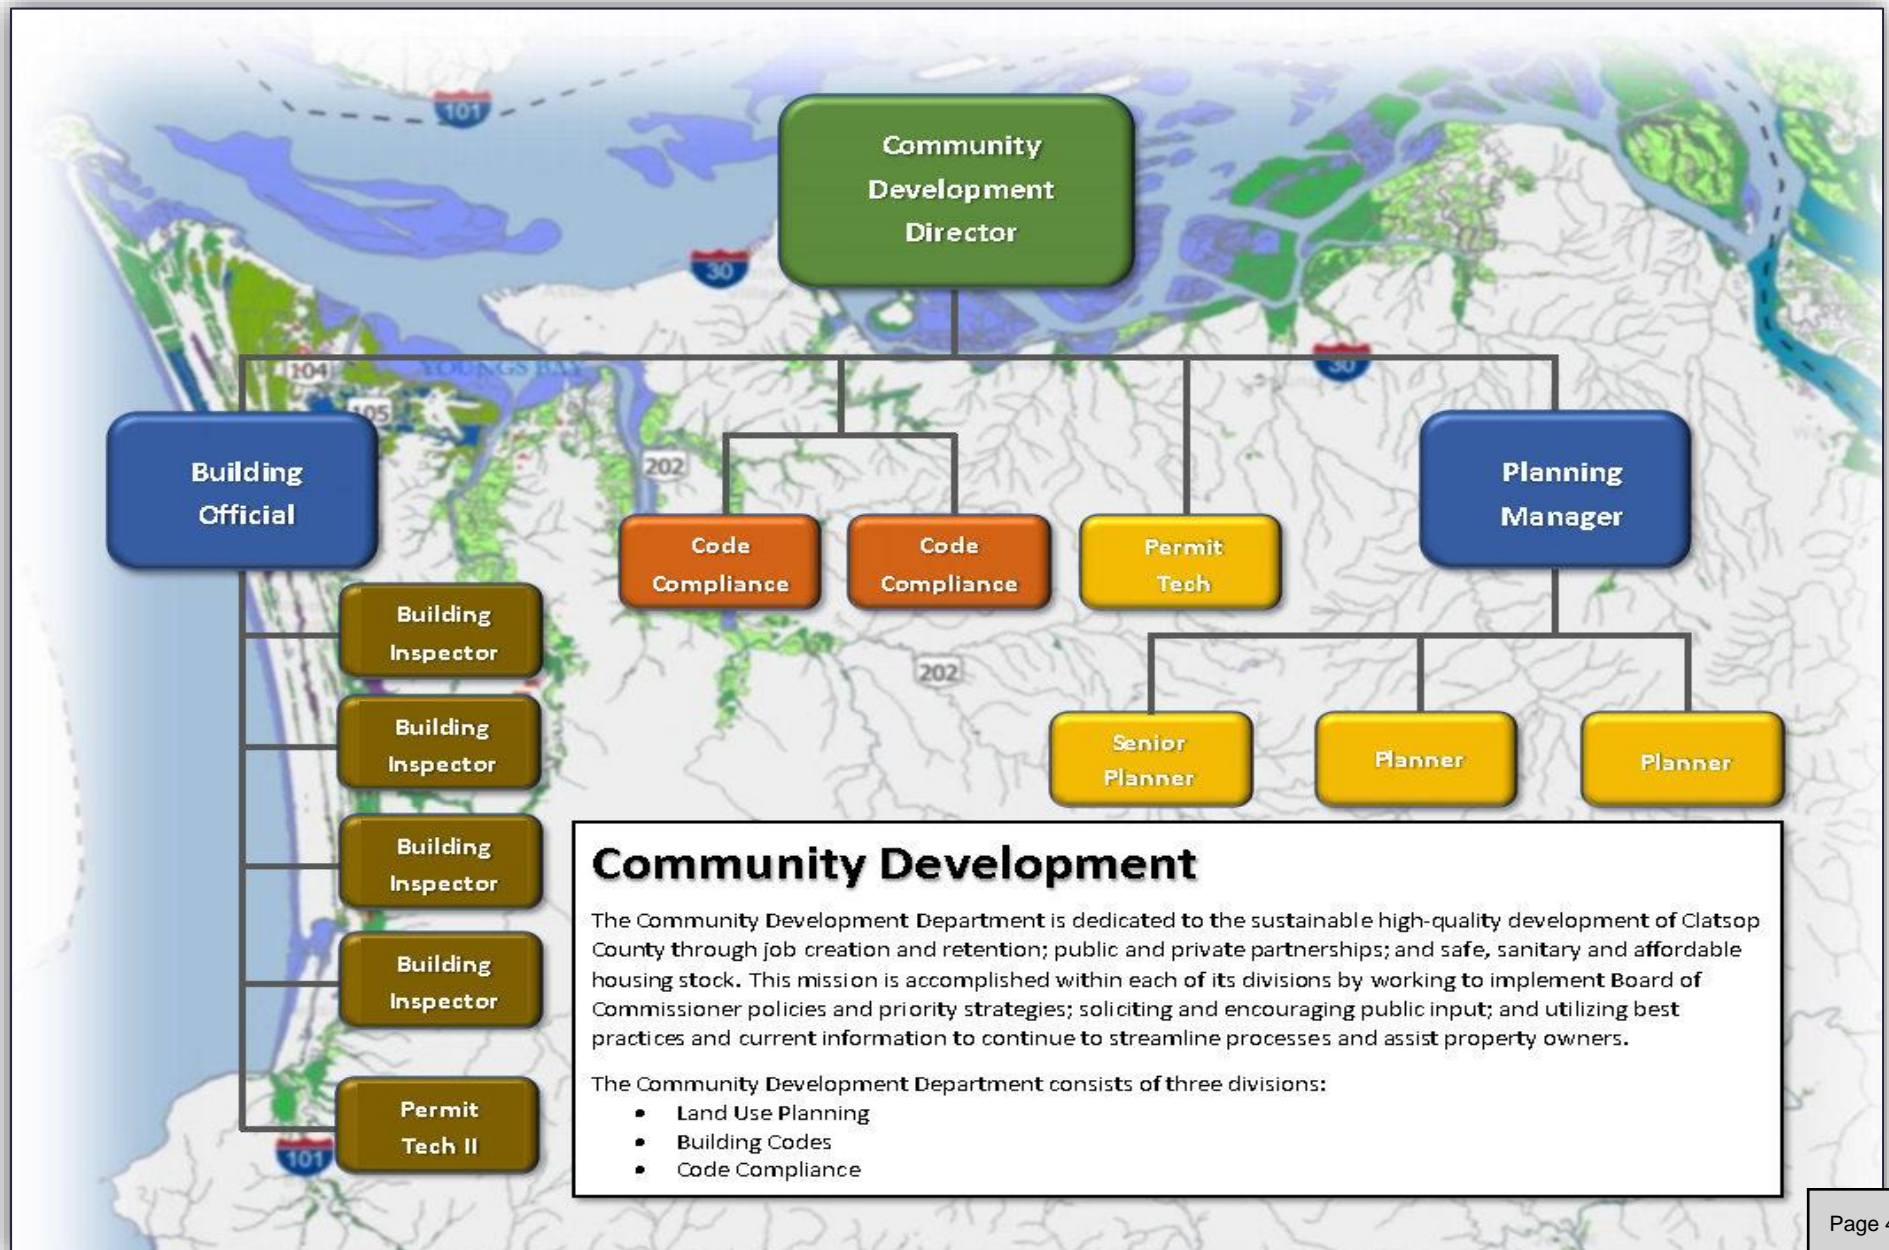 101
Community
Development
Director
30
30
104
YOUNGS BAY
105
202
Building
Official
Planning
Manager
Code
Compliance
Code
Compliance
Permit
Tech
Building
Inspector
202
Building
Inspector
Senior
Planner
Planner
Planner
Building
Inspector
Building
Inspector
Permit
Tech II
101
Community Development
The Community Development Department is dedicated to the sustainable high-quality development of Clatsop
County through job creation and retention; public and private partnerships; and safe, sanitary and affordable
housing stock. This mission is accomplished within each of its divisions by working to implement Board of
Commissioner policies and priority strategies; soliciting and encouraging public input; and utilizing best
practices and current information to continue to streamline processes and assist property owners.
The Community Development Department consists of three divisions:
• Land Use Planning
• Building Codes
• Code Compliance
Page 4